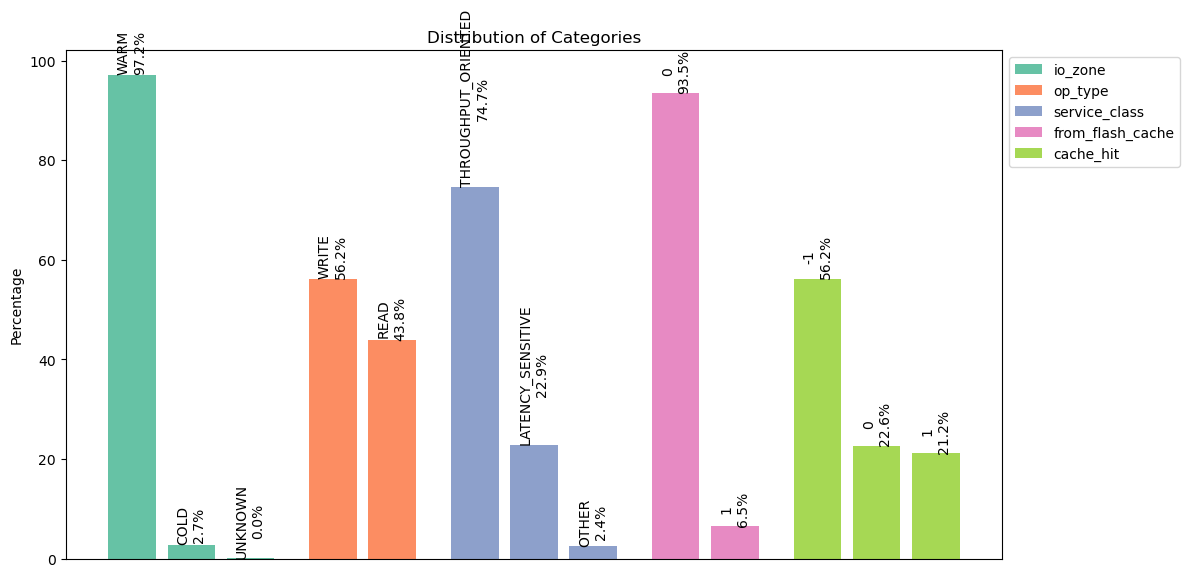 Distribution of Categories
Percentage
100
80
60
40
20
0
WARM
97.2%
COLD
2.7%
UNKNOWN
0.0%
WRITE
56.2%
READ
43.8%
THROUGHPUT_ORIENTED
74.7%
LATENCY_SENSITIVE
22.9%
OTHER
2.4%
0
93.5%
1
6.5%
-1
56.2%
0
22.6%
1
21.2%
io_zone
op_type
service_class
from_flash_cache
cache_hit